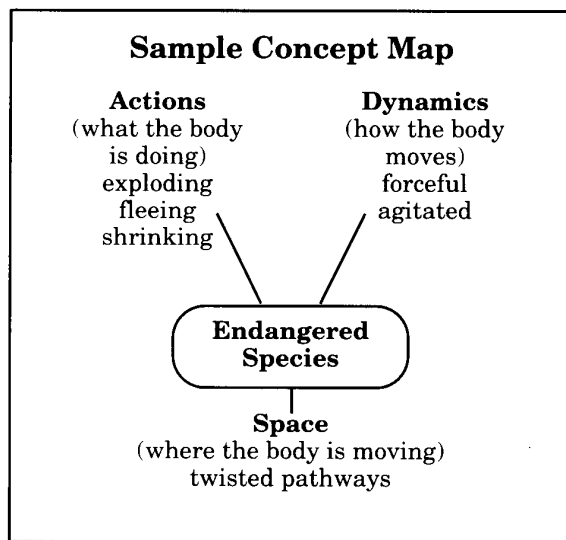 Sample Concept Map
Actions
(what the body
is doing)
exploding
fleeing
shrinking
Dynamics
(how the body
moves)
forceful
agitated
Endangered
Species
Space
(where the body is moving)
twisted pathways